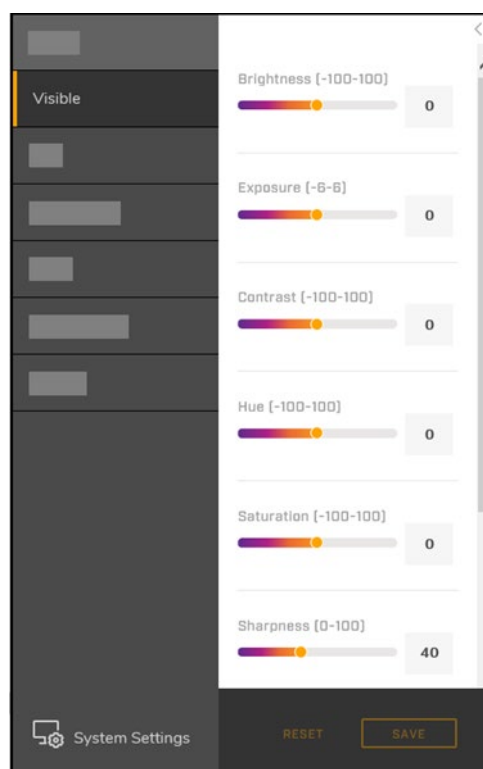 Visible
System Settings
Brightness (-100-100)
0
Exposure (-6-6)
0
Contrast (-100-100)
0
Hue (-100-100)
0
Saturation (-100-100)
0
Sharpness (0-100)
40
RESET
SAVE